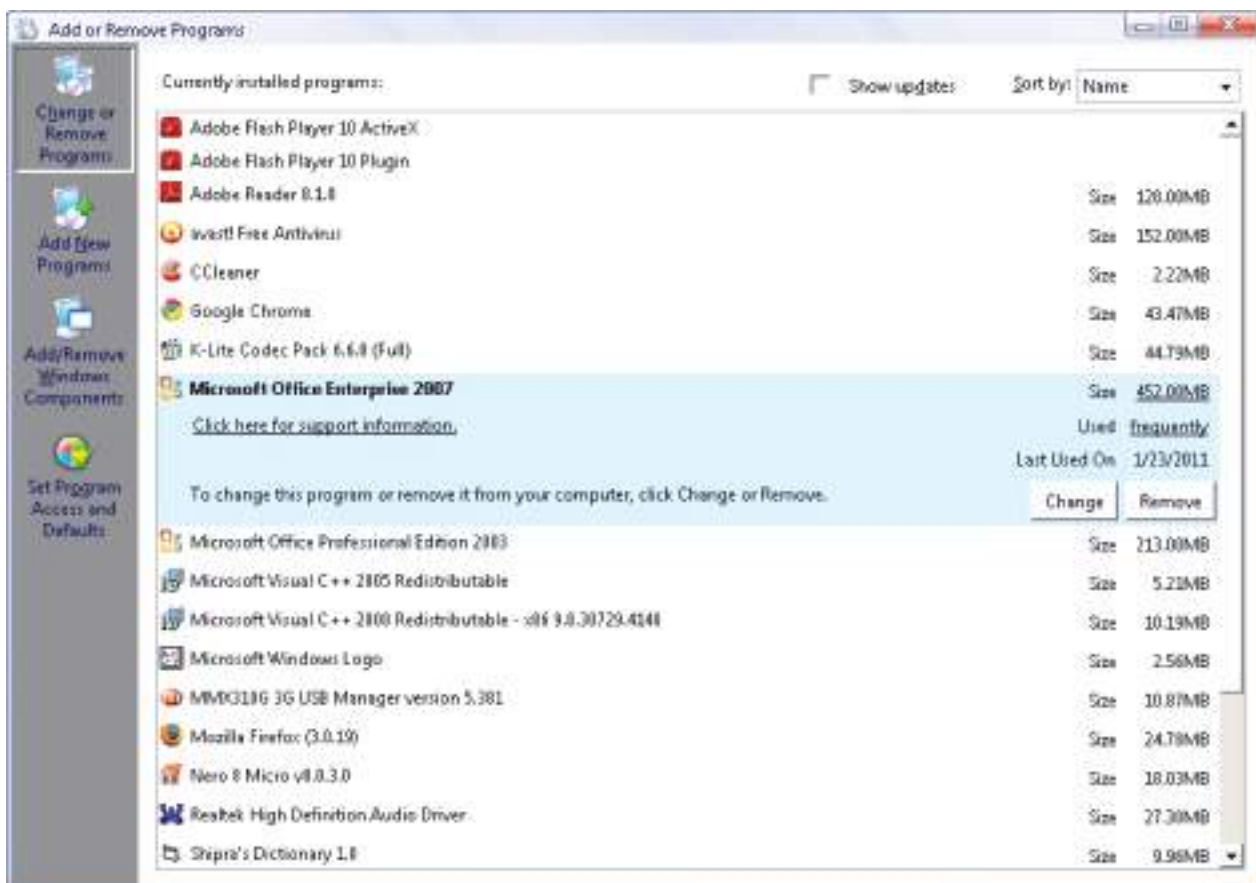 Add or Remove Programs
Change or
Remove
Programs
Add New
Programs
Add/Remove
Windows
Components
Set Program
Access and
Defaults
Currently installed programs:
Show updates
Sort by: Name
Adobe Flash Player 10 ActiveX
Adobe Flash Player 10 Plugin
Adobe Reader 8.1.0 Size 128.00MB
avast! Free Antivirus Size 152.00MB
CCleaner Size 2.22MB
Google Chrome Size 43.47MB
K-Lite Codec Pack 6.6.0 (Full) Size 44.79MB
Microsoft Office Enterprise 2007 Size 452.00MB
Click here for support information. Used frequently
Last Used On 1/23/2011
To change this program or remove it from your computer, click Change or Remove. Change Remove
Microsoft Office Professional Edition 2003 Size 213.00MB
Microsoft Visual C++ 2005 Redistributable Size 5.21MB
Microsoft Visual C++ 2008 Redistributable - x86 9.0.30729.4148 Size 10.19MB
Microsoft Windows Logo Size 2.56MB
MMX310G 3G USB Manager version 5.381 Size 10.87MB
Mozilla Firefox (3.0.19) Size 24.78MB
Nero 8 Micro v8.0.3.0 Size 18.03MB
Realtek High Definition Audio Driver Size 27.30MB
Shipra's Dictionary 1.0 Size 9.96MB